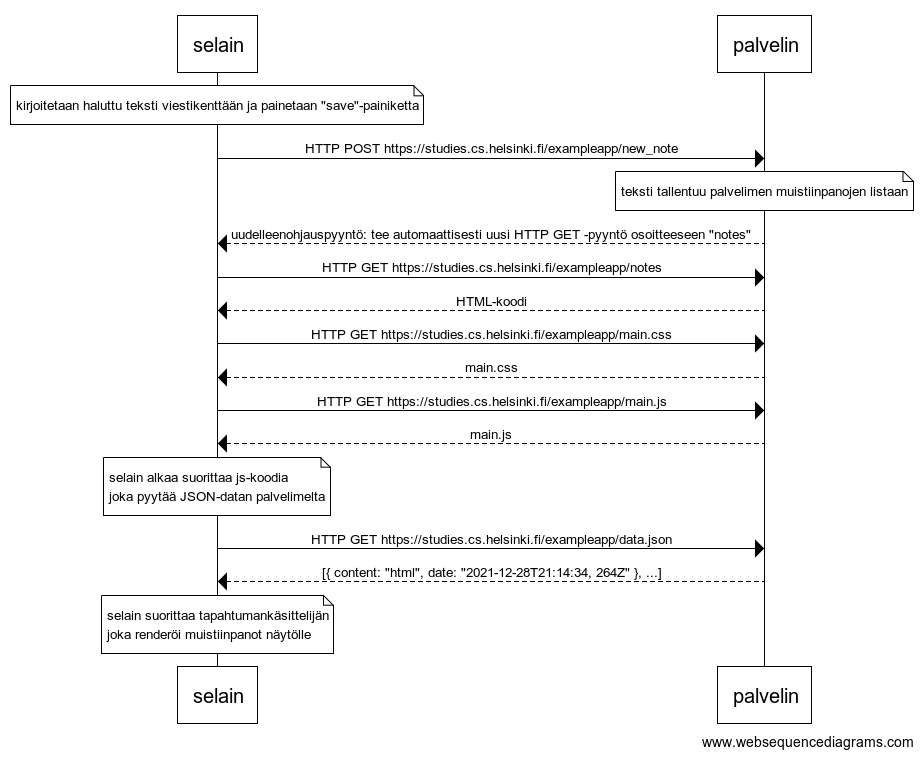 selain palvelin
kirjoitetaan haluttu teksti viestikenttään ja painetaan "save"-painiketta
HTTP POST https://studies.cs.helsinki.fi/exampleapp/new_note
teksti tallentuu palvelimen muistiinpanojen listaan
uudelleenohjauspyyntö: tee automaattisesti uusi HTTP GET -pyyntö osoitteeseen "notes"
HTTP GET https://studies.cs.helsinki.fi/exampleapp/notes
HTML-koodi
HTTP GET https://studies.cs.helsinki.fi/exampleapp/main.css
main.css
HTTP GET https://studies.cs.helsinki.fi/exampleapp/main.js
main.js
selain alkaa suorittaa js-koodia
joka pyytää JSON-datan palvelimelta
HTTP GET https://studies.cs.helsinki.fi/exampleapp/data.json
[{ content: "html", date: "2021-12-28T21:14:34, 264Z" }, ...]
selain suorittaa tapahtumankäsittelijän
joka renderöi muistiinpanot näytölle
selain palvelin
www.websequencediagrams.com